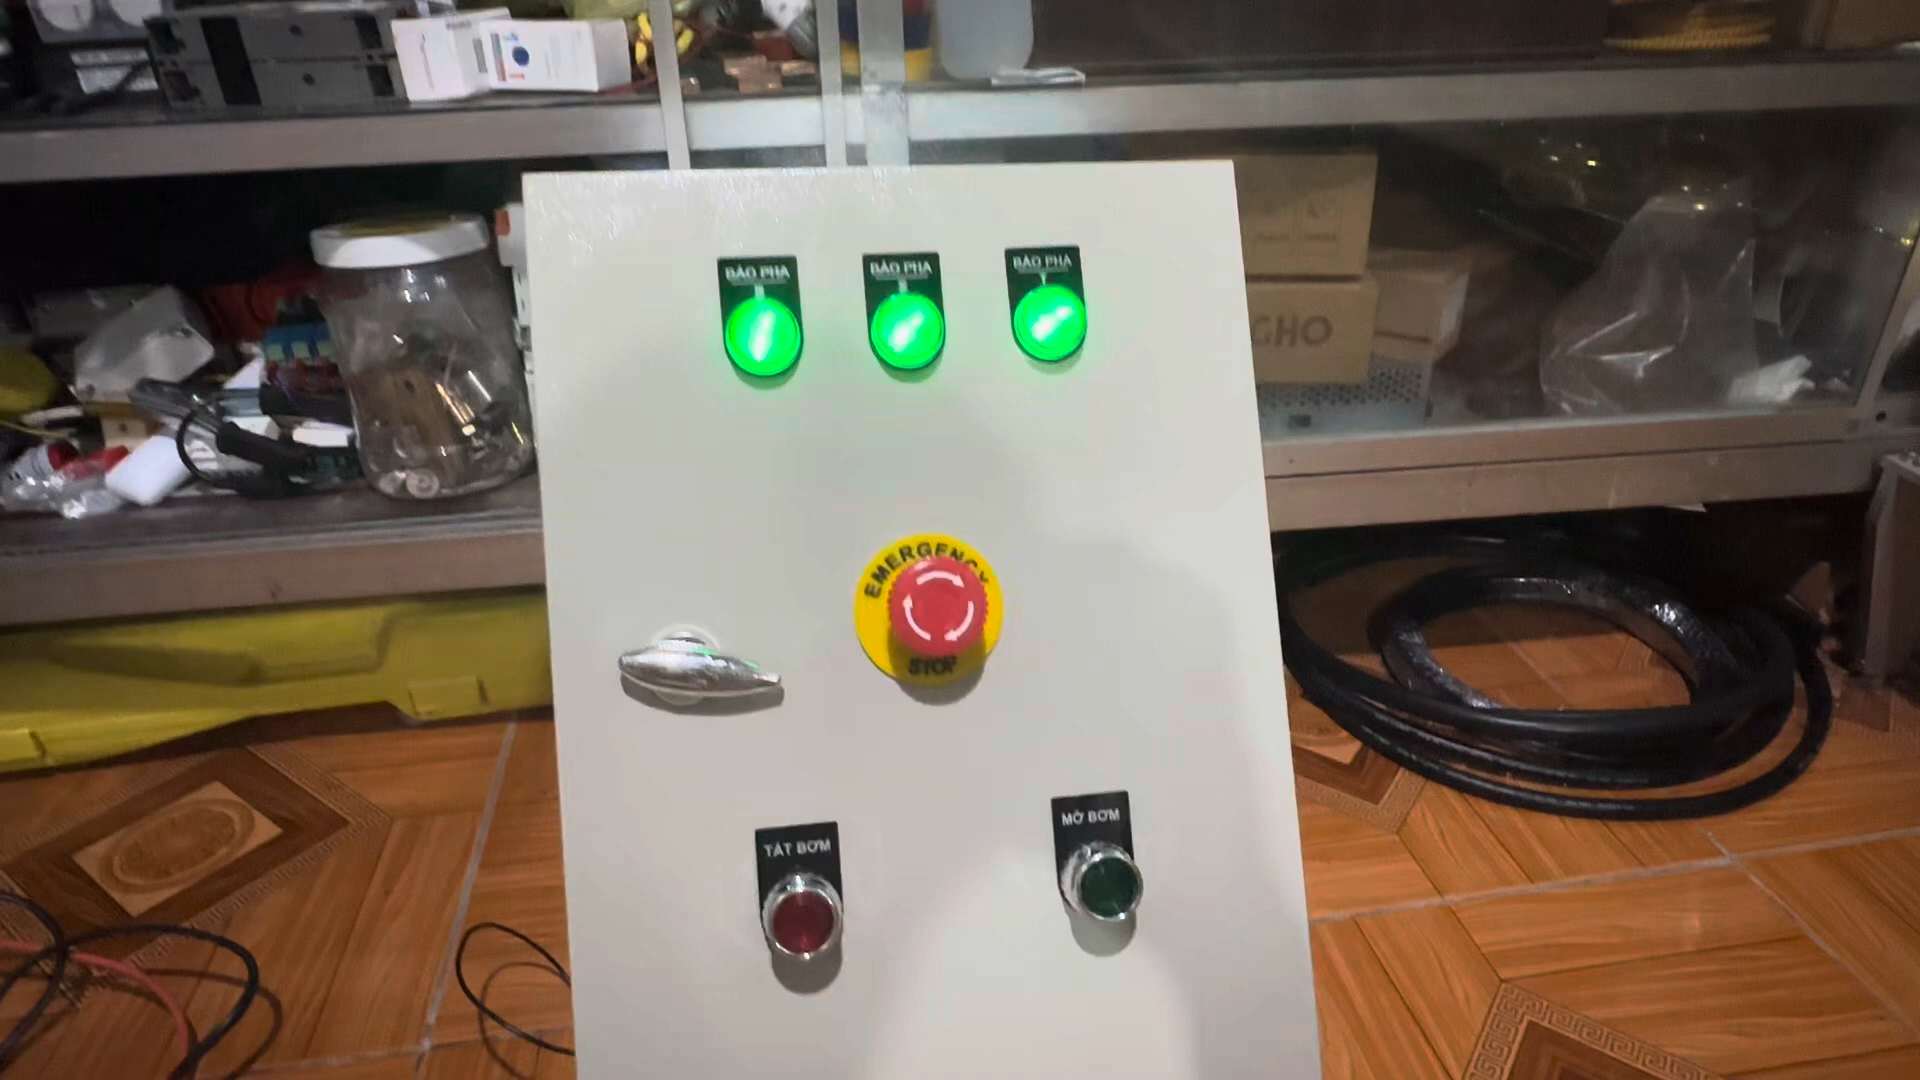 BÁO PHA
BÁO PHA
BÁO PHA
GHO
EMERGENCY
STOP
TẮT BƠM
MỞ BƠM